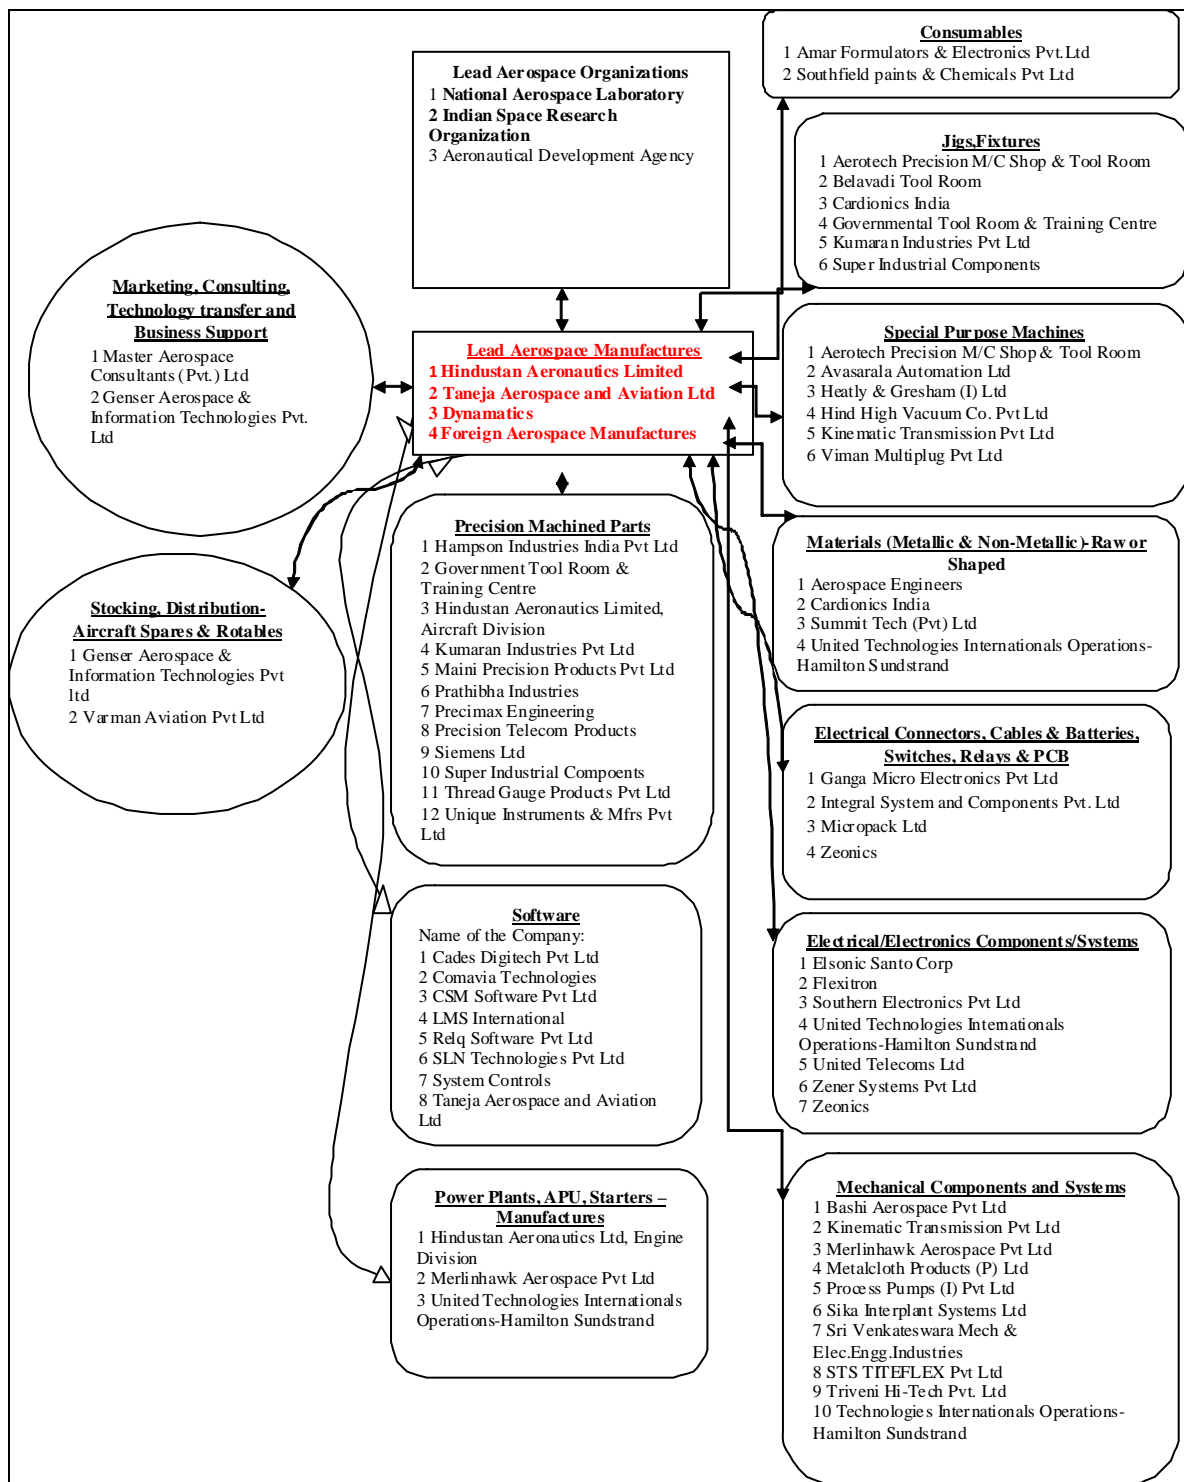 Consumables
1 Amar Formulators & Electronics Pvt.Ltd
2 Southfield paints & Chemicals Pvt Ltd
Lead Aerospace Organizations
1 National Aerospace Laboratory
2 Indian Space Research
Organization
3 Aeronautical Development Agency
Jigs,Fixtures
1 Aerotech Precision M/C Shop & Tool Room
2 Belavadi Tool Room
3 Cardionics India
4 Governmental Tool Room & Training Centre
5 Kumaran Industries Pvt Ltd
6 Super Industrial Components
Marketing, Consulting,
Technology transfer and
Business Support
1 Master Aerospace
Consultants (Pvt.) Ltd
2 Genser Aerospace &
Information Technologies Pvt.
Ltd
Lead Aerospace Manufactures
1 Hindustan Aeronautics Limited
2 Taneja Aerospace and Aviation Ltd
3 Dynamatics
4 Foreign Aerospace Manufactures
Special Purpose Machines
1 Aerotech Precision M/C Shop & Tool Room
2 Avasarala Automation Ltd
3 Heatly & Gresham (I) Ltd
4 Hind High Vacuum Co. Pvt Ltd
5 Kinematic Transmission Pvt Ltd
6 Viman Multiplug Pvt Ltd
Stocking, Distribution-
Aircraft Spares & Rotables
1 Genser Aerospace &
Information Technologies Pvt
ltd
2 Varman Aviation Pvt Ltd
Precision Machined Parts
1 Hampson Industries India Pvt Ltd
2 Government Tool Room &
Training Centre
3 Hindustan Aeronautics Limited,
Aircraft Division
4 Kumaran Industries Pvt Ltd
5 Maini Precision Products Pvt Ltd
6 Prathibha Industries
7 Precimax Engineering
8 Precision Telecom Products
9 Siemens Ltd
10 Super Industrial Compoents
11 Thread Gauge Products Pvt Ltd
12 Unique Instruments & Mfrs Pvt
Ltd
Materials (Metallic & Non-Metallic)-Raw or
Shaped
1 Aerospace Engineers
2 Cardionics India
3 Summit Tech (Pvt) Ltd
4 United Technologies Internationals Operations-
Hamilton Sundstrand
Electrical Connectors, Cables & Batteries,
Switches, Relays & PCB
1 Ganga Micro Electronics Pvt Ltd
2 Integral System and Components Pvt. Ltd
3 Micropack Ltd
4 Zeonics
Software
Name of the Company:
1 Cades Digitech Pvt Ltd
2 Comavia Technologies
3 CSM Software Pvt Ltd
4 LMS International
5 Relq Software Pvt Ltd
6 SLN Technologies Pvt Ltd
7 System Controls
8 Taneja Aerospace and Aviation
Ltd
Electrical/Electronics Components/Systems
1 Elsonic Santo Corp
2 Flexitron
3 Southern Electronics Pvt Ltd
4 United Technologies Internationals
Operations-Hamilton Sundstrand
5 United Telecoms Ltd
6 Zener Systems Pvt Ltd
7 Zeonics
Power Plants, APU, Starters –
Manufactures
1 Hindustan Aeronautics Ltd, Engine
Division
2 Merlinhawk Aerospace Pvt Ltd
3 United Technologies Internationals
Operations-Hamilton Sundstrand
Mechanical Components and Systems
1 Bashi Aerospace Pvt Ltd
2 Kinematic Transmission Pvt Ltd
3 Merlinhawk Aerospace Pvt Ltd
4 Metalcloth Products (P) Ltd
5 Process Pumps (I) Pvt Ltd
6 Sika Interplant Systems Ltd
7 Sri Venkateswara Mech &
Elec.Engg.Industries
8 STS TITEFLEX Pvt Ltd
9 Triveni Hi-Tech Pvt. Ltd
10 Technologies Internationals Operations-
Hamilton Sundstrand